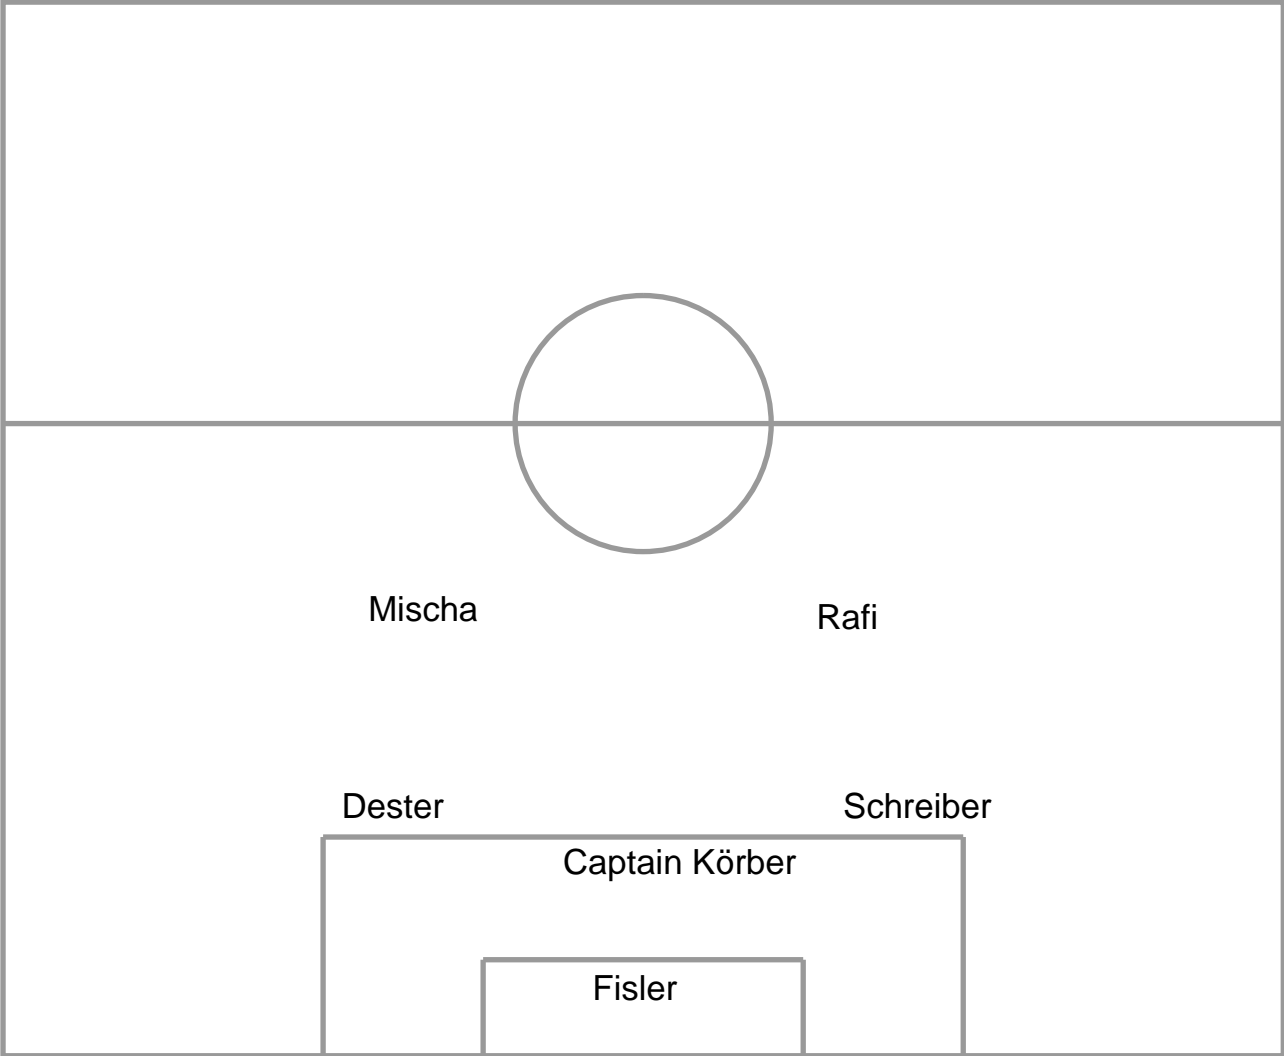 Mischa
Rafi
Dester
Schreiber
Captain Körber
Fisler